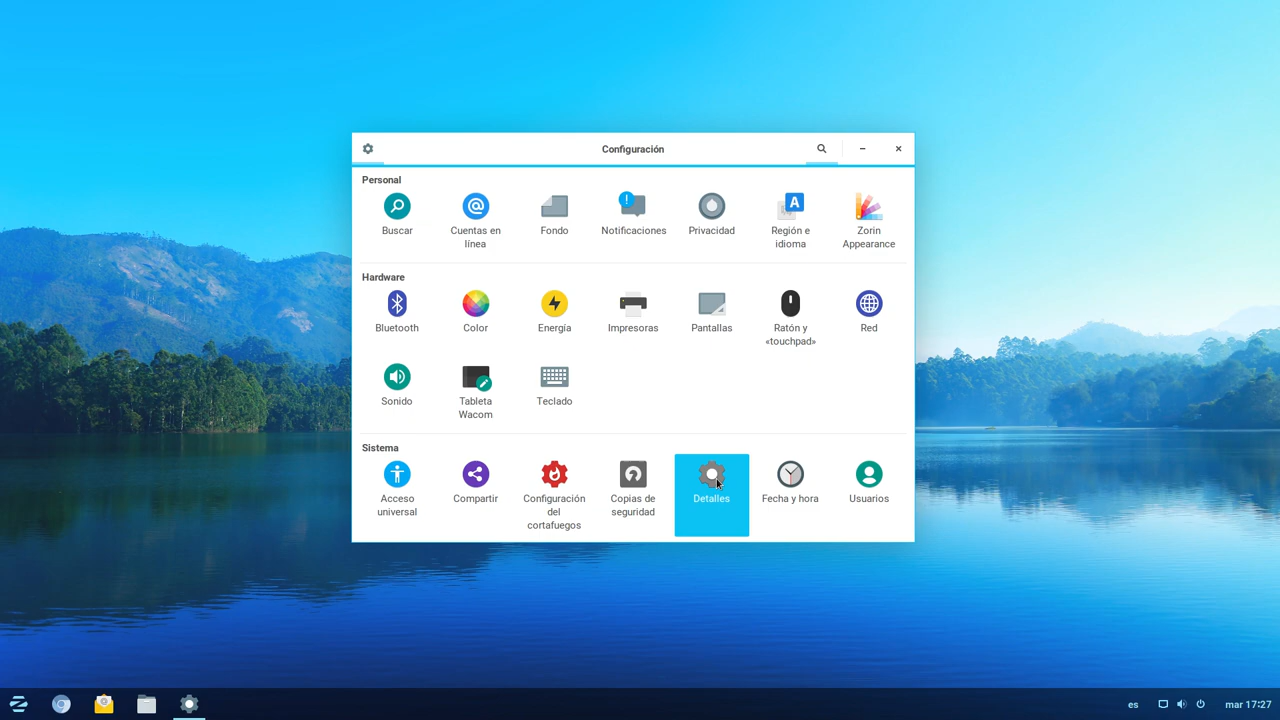 Configuración
Personal
Buscar
Cuentas en
línea
Fondo
Notificaciones
Privacidad
Región e
idioma
Zorin
Appearance
Hardware
Bluetooth
Color
Energía
Impresoras
Pantallas
Ratón y
«touchpad»
Red
Sonido
Tableta
Wacom
Teclado
Sistema
Acceso
universal
Compartir
Configuración
del
cortafuegos
Copias de
seguridad
Detalles
Fecha y hora
Usuarios
es
mar 17:27